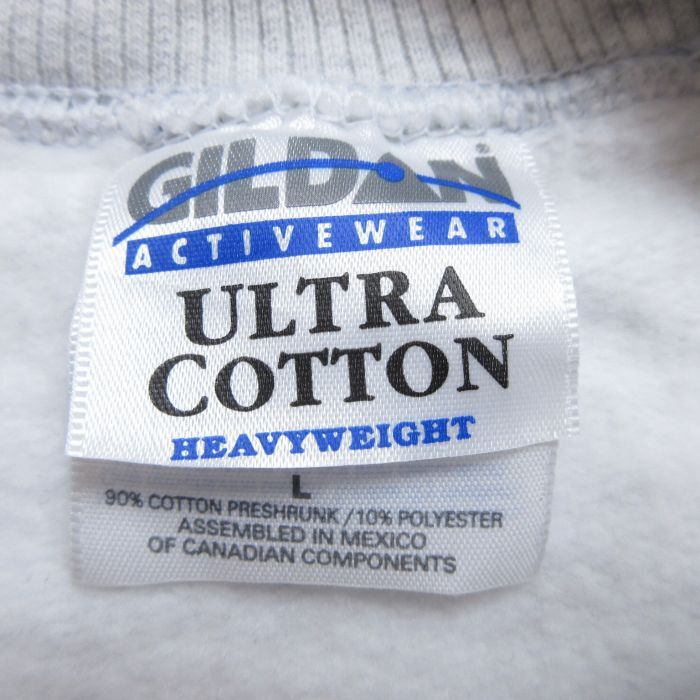 GILDAN
ACTIVEWEAR
ULTRA
COTTON
HEAVYWEIGHT
L
90% COTTON PRESHRUNK / 10% POLYESTER
ASSEMBLED IN MEXICO
OF CANADIAN COMPONENTS